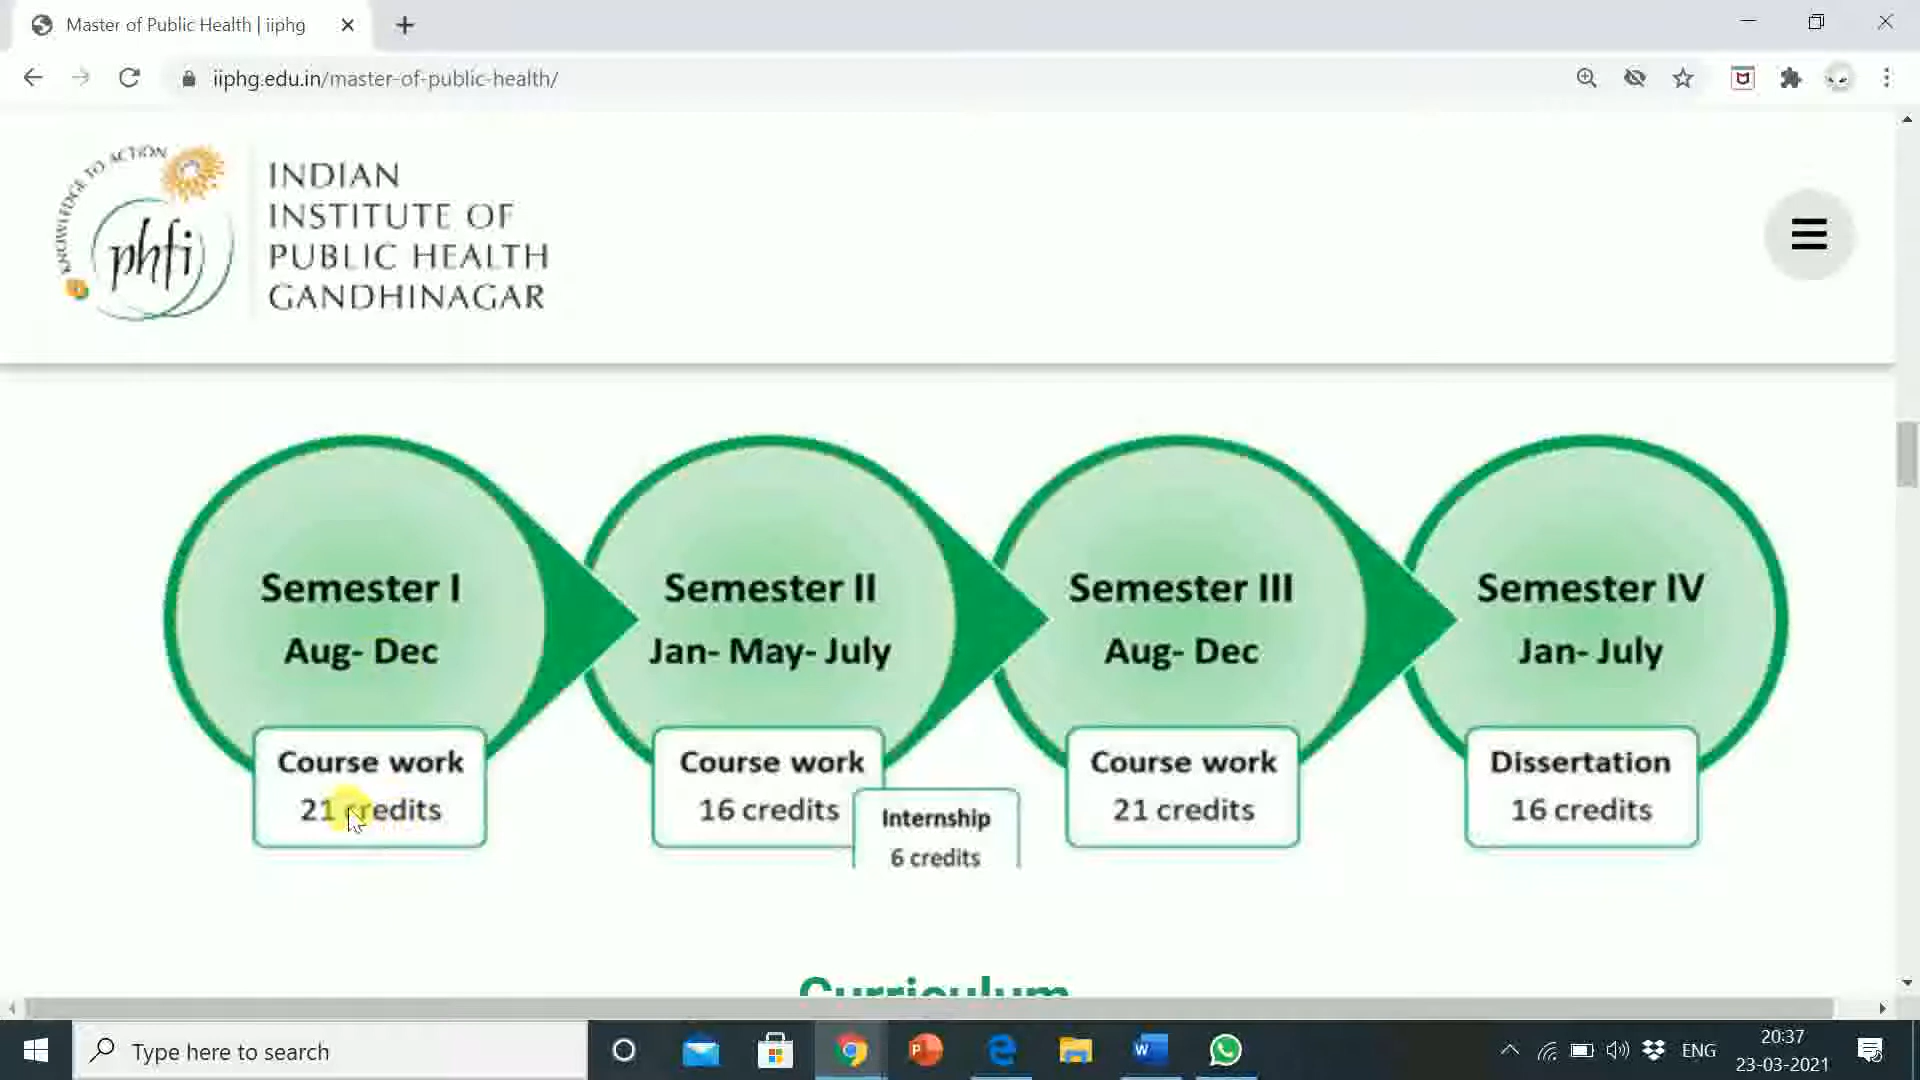 Master of Public Health | iiphg
iiphg.edu.in/master-of-public-health/
KNOWLEDGE TO ACTION
phfi
INDIAN
INSTITUTE OF
PUBLIC HEALTH
GANDHINAGAR
Semester I
Aug- Dec
Course work
21 credits
Semester II
Jan- May- July
Course work
16 credits
Internship
6 credits
Semester III
Aug- Dec
Course work
21 credits
Semester IV
Jan- July
Dissertation
16 credits
Curriculum
Type here to search
ENG
20:37
23-03-2021